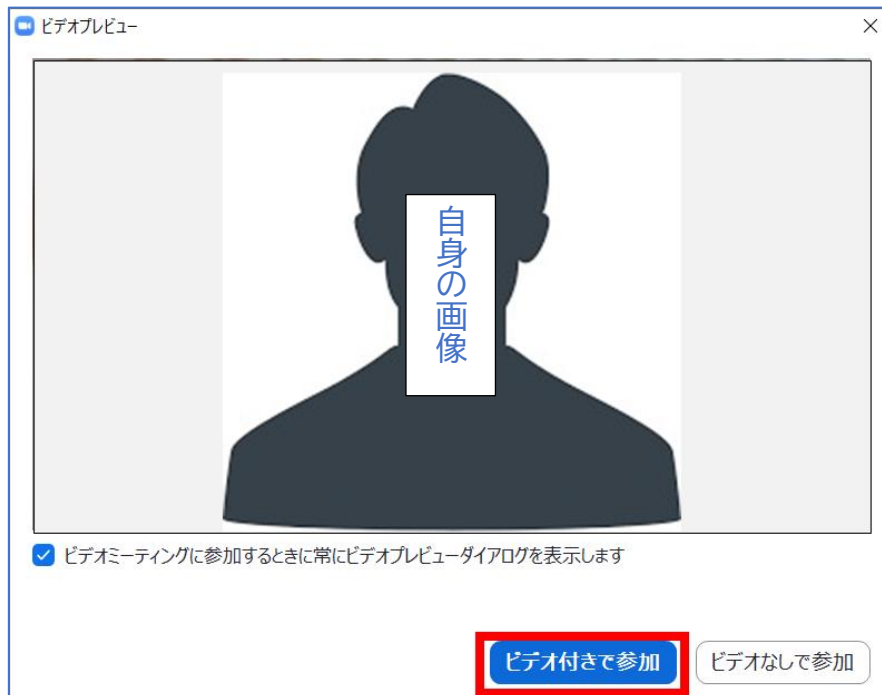 ビデオプレビュー
自身の画像
ビデオミーティングに参加するときに常にビデオプレビューダイアログを表示します
ビデオ付きで参加
ビデオなしで参加